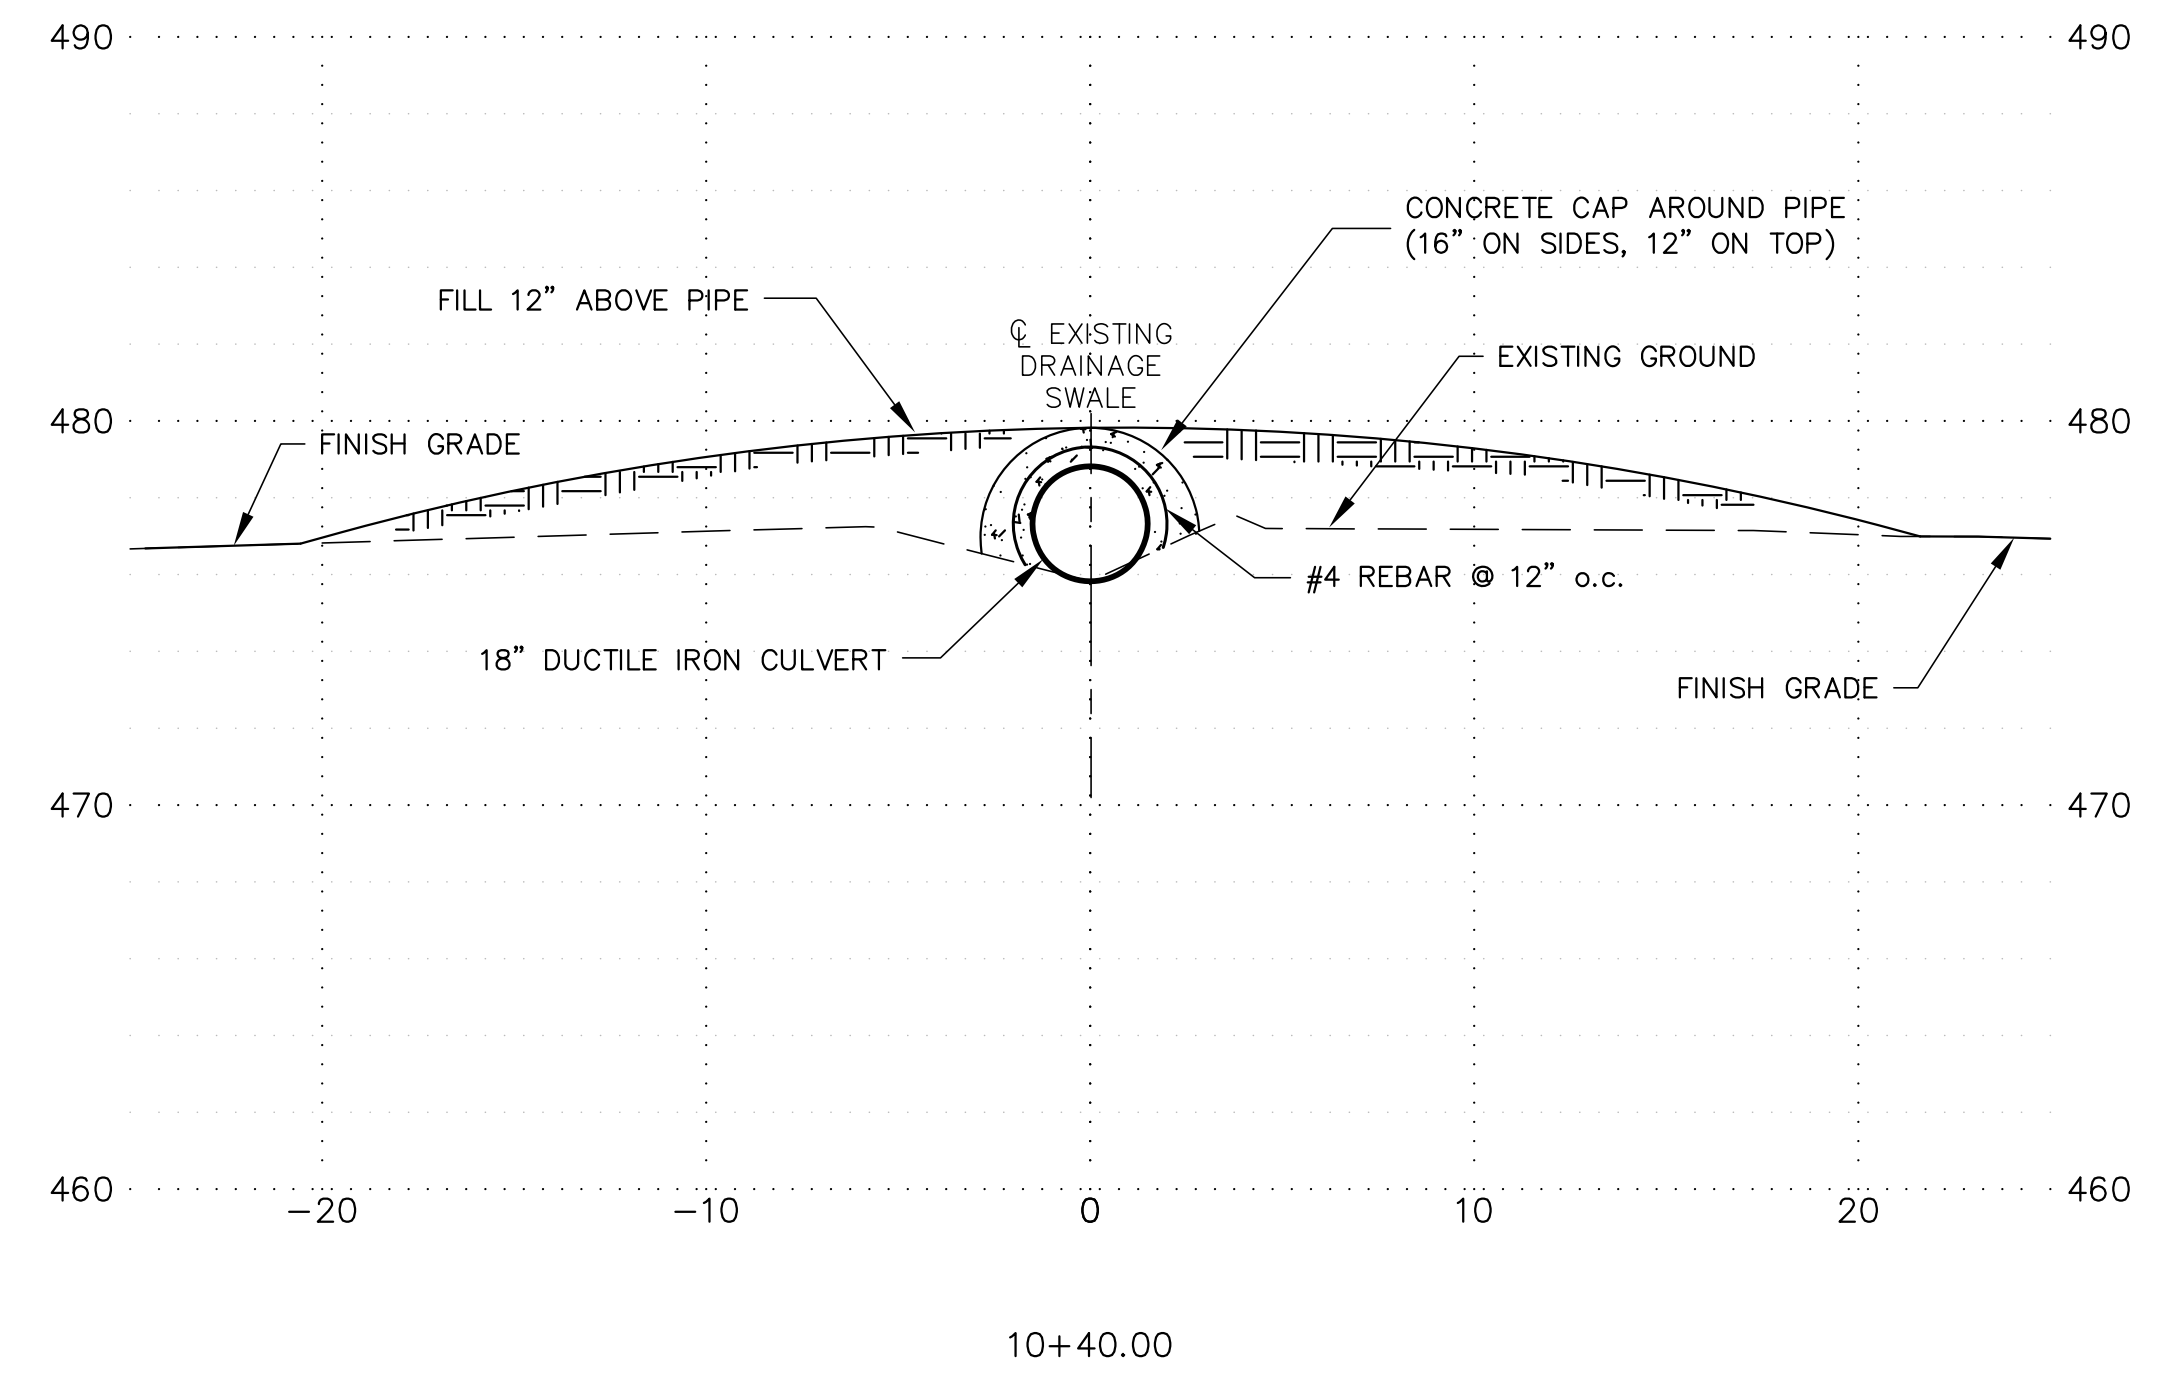 490
490
CONCRETE CAP AROUND PIPE
(16” ON SIDES, 12” ON TOP)
FILL 12” ABOVE PIPE
℄ EXISTING
DRAINAGE
SWALE
EXISTING GROUND
480
480
FINISH GRADE
#4 REBAR @ 12” o.c.
18” DUCTILE IRON CULVERT
FINISH GRADE
470
470
460
460
-20
-10
0
10
20
10+40.00